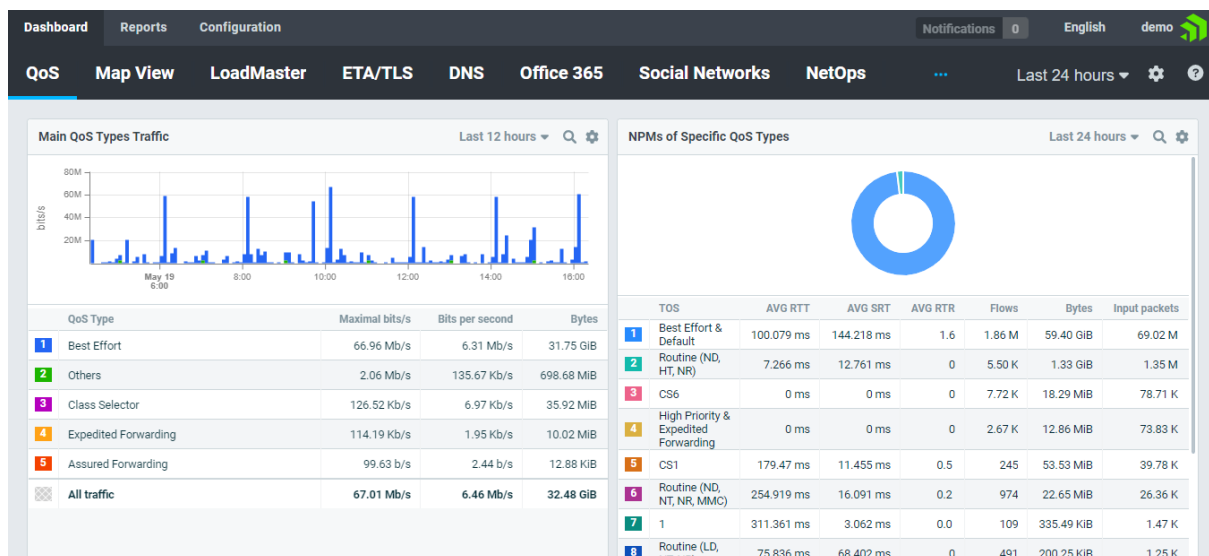 Dashboard Reports Configuration Notifications 0 English demo
QoS Map View LoadMaster ETA/TLS DNS Office 365 Social Networks NetOps ... Last 24 hours ?
Main QoS Types Traffic Last 12 hours
80M
60M
40M
20M
bits/s
May 19
6:00 8:00 10:00 12:00 14:00 16:00
QoS Type Maximal bits/s Bits per second Bytes
1 Best Effort 66.96 Mb/s 6.31 Mb/s 31.75 GiB
2 Others 2.06 Mb/s 135.67 Kb/s 698.68 MiB
3 Class Selector 126.52 Kb/s 6.97 Kb/s 35.92 MiB
4 Expedited Forwarding 114.19 Kb/s 1.95 Kb/s 10.02 MiB
5 Assured Forwarding 99.63 b/s 2.44 b/s 12.88 KiB
All traffic 67.01 Mb/s 6.46 Mb/s 32.48 GiB
NPMs of Specific QoS Types Last 24 hours
TOS AVG RTT AVG SRT AVG RTR Flows Bytes Input packets
1 Best Effort &
Default 100.079 ms 144.218 ms 1.6 1.86 M 59.40 GiB 69.02 M
2 Routine (ND,
HT, NR) 7.266 ms 12.761 ms 0 5.50 K 1.33 GiB 1.35 M
3 CS6 0 ms 0 ms 0 7.72 K 18.29 MiB 78.71 K
High Priority &
4 Expedited 0 ms 0 ms 0 2.67 K 12.86 MiB 73.83 K
Forwarding
5 CS1 179.47 ms 11.455 ms 0.5 245 53.53 MiB 39.78 K
6 Routine (ND,
NT, NR, MMC) 254.919 ms 16.091 ms 0.2 974 22.65 MiB 26.36 K
7 1 311.361 ms 3.062 ms 0.0 109 335.49 KiB 1.47 K
8 Routine (LD, 75.836 ms 68.402 ms 0 491 200.25 KiB 1.25 K